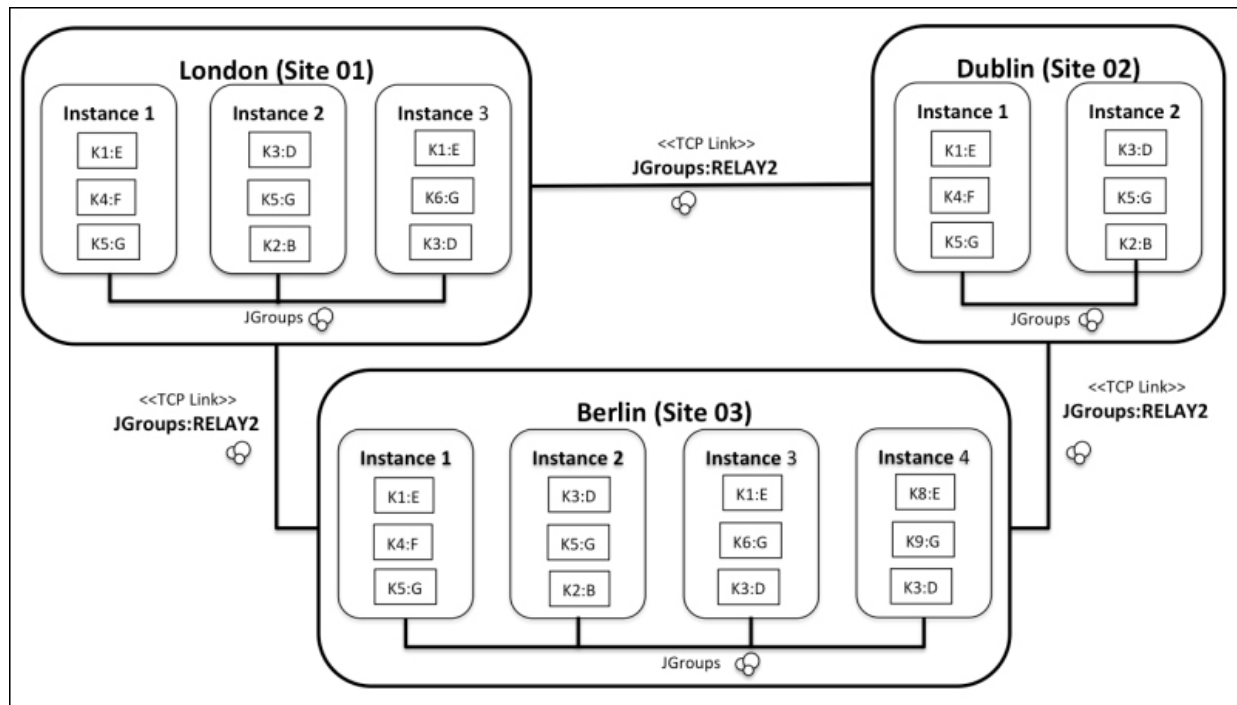 London (Site 01)
Instance 1
K1:E
K4:F
K5:G
Instance 2
K3:D
K5:G
K2:B
Instance 3
K1:E
K6:G
K3:D
JGroups
<<TCP Link>>
JGroups:RELAY2
Dublin (Site 02)
Instance 1
K1:E
K4:F
K5:G
Instance 2
K3:D
K5:G
K2:B
JGroups
<<TCP Link>>
JGroups:RELAY2
<<TCP Link>>
JGroups:RELAY2
Berlin (Site 03)
Instance 1
K1:E
K4:F
K5:G
Instance 2
K3:D
K5:G
K2:B
Instance 3
K1:E
K6:G
K3:D
Instance 4
K8:E
K9:G
K3:D
JGroups